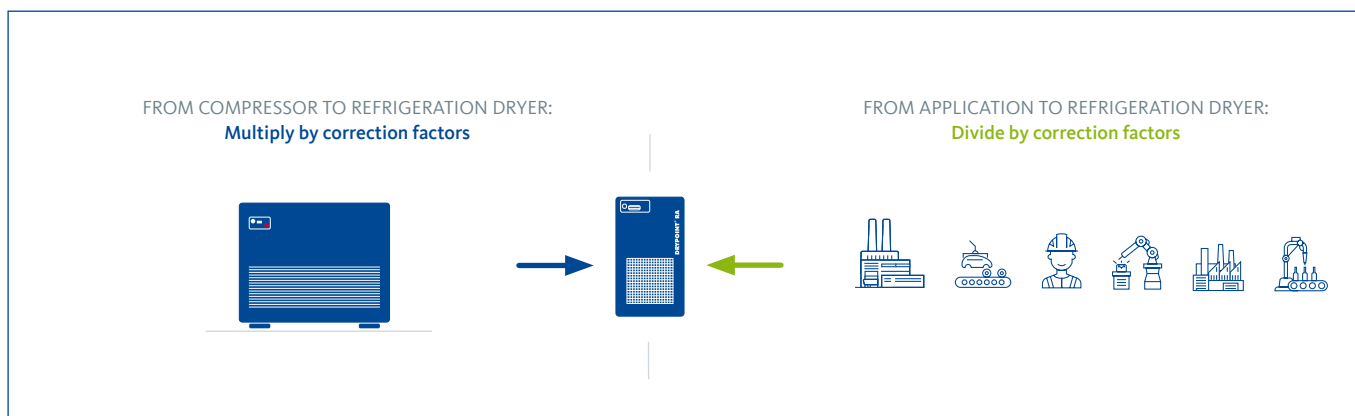 FROM COMPRESSOR TO REFRIGERATION DRYER:
Multiply by correction factors
FROM APPLICATION TO REFRIGERATION DRYER:
Divide by correction factors
DRYPOINT® RA